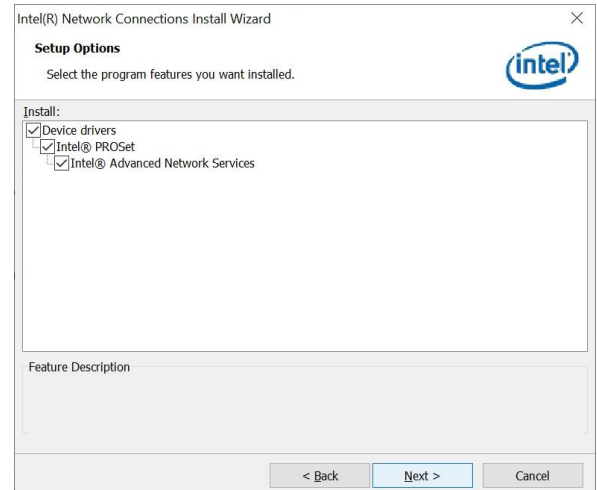 Intel(R) Network Connections Install Wizard
Setup Options
Select the program features you want installed.
intel
Install:
Device drivers
Intel® PROSet
Intel® Advanced Network Services
Feature Description
< Back
Next >
Cancel